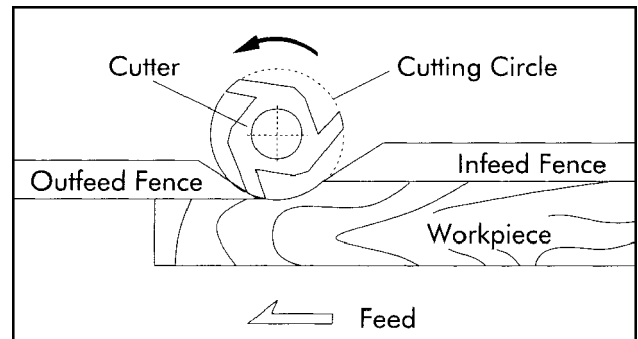 Cutter
Cutting Circle
Outfeed Fence
Infeed Fence
Workpiece
Feed